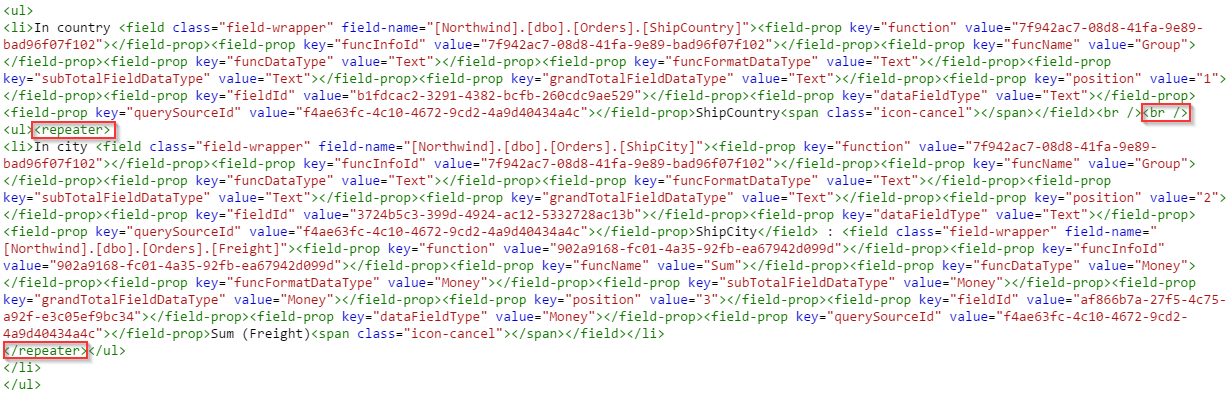 <ul>
<li>In country <field class="field-wrapper" field-name="[Northwind].[dbo].[Orders].[ShipCountry]"><field-prop key="function" value="7f942ac7-08d8-41fa-9e89-
bad96f07f102"></field-prop><field-prop key="funcInfoId" value="7f942ac7-08d8-41fa-9e89-bad96f07f102"></field-prop><field-prop key="funcName" value="Group">
</field-prop><field-prop key="funcDataType" value="Text"></field-prop><field-prop key="funcFormatDataType" value="Text"></field-prop><field-prop
key="subTotalFieldDataType" value="Text"></field-prop><field-prop key="grandTotalFieldDataType" value="Text"></field-prop><field-prop key="position" value="1">
</field-prop><field-prop key="fieldId" value="b1fdcac2-3291-4382-bcfb-260cdc9ae529"></field-prop><field-prop key="dataFieldType" value="Text"></field-prop>
<field-prop key="querySourceId" value="f4ae63fc-4c10-4672-9cd2-4a9d40434a4c"></field-prop>ShipCountry<span class="icon-cancel"></span></field><br /><br />
<ul><repeater>
<li>In city <field class="field-wrapper" field-name="[Northwind].[dbo].[Orders].[ShipCity]"><field-prop key="function" value="7f942ac7-08d8-41fa-9e89-
bad96f07f102"></field-prop><field-prop key="funcInfoId" value="7f942ac7-08d8-41fa-9e89-bad96f07f102"></field-prop><field-prop key="funcName" value="Group">
</field-prop><field-prop key="funcDataType" value="Text"></field-prop><field-prop key="funcFormatDataType" value="Text"></field-prop><field-prop
key="subTotalFieldDataType" value="Text"></field-prop><field-prop key="grandTotalFieldDataType" value="Text"></field-prop><field-prop key="position" value="2">
</field-prop><field-prop key="fieldId" value="3724b5c3-399d-4924-ac12-5332728ac13b"></field-prop><field-prop key="dataFieldType" value="Text"></field-prop>
<field-prop key="querySourceId" value="f4ae63fc-4c10-4672-9cd2-4a9d40434a4c"></field-prop>ShipCity</field> : <field class="field-wrapper" field-name="
[Northwind].[dbo].[Orders].[Freight]"><field-prop key="function" value="902a9168-fc01-4a35-92fb-ea67942d099d"></field-prop><field-prop key="funcInfoId"
value="902a9168-fc01-4a35-92fb-ea67942d099d"></field-prop><field-prop key="funcName" value="Sum"></field-prop><field-prop key="funcDataType" value="Money">
</field-prop><field-prop key="funcFormatDataType" value="Money"></field-prop><field-prop key="subTotalFieldDataType" value="Money"></field-prop><field-prop
key="grandTotalFieldDataType" value="Money"></field-prop><field-prop key="position" value="3"></field-prop><field-prop key="fieldId" value="af866b7a-27f5-4c75-
a92f-e3c05ef9bc34"></field-prop><field-prop key="dataFieldType" value="Money"></field-prop><field-prop key="querySourceId" value="f4ae63fc-4c10-4672-9cd2-
4a9d40434a4c"></field-prop>Sum (Freight)<span class="icon-cancel"></span></field></li>
</repeater></ul>
</li>
</ul>